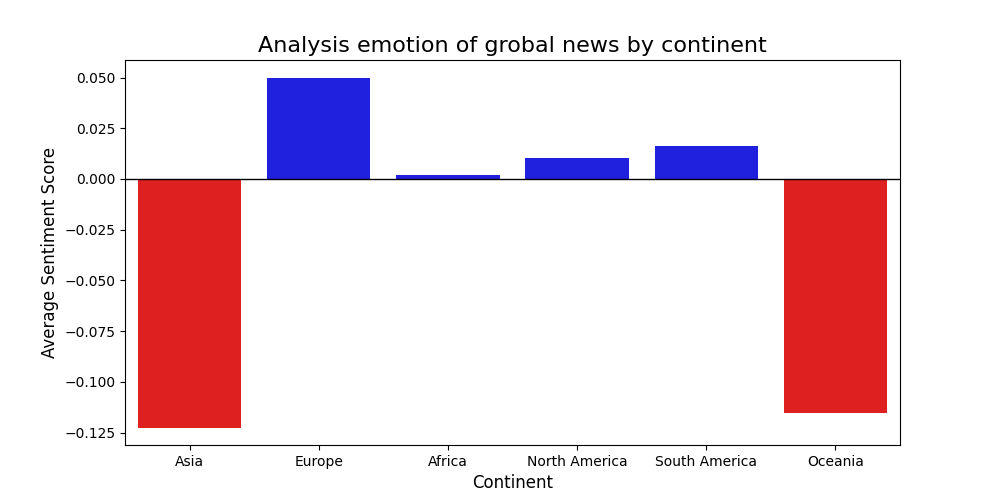 Analysis emotion of grobal news by continent
0.050
0.025
0.000
−0.025
−0.050
−0.075
−0.100
−0.125
Average Sentiment Score
Asia Europe Africa North America South America Oceania
Continent